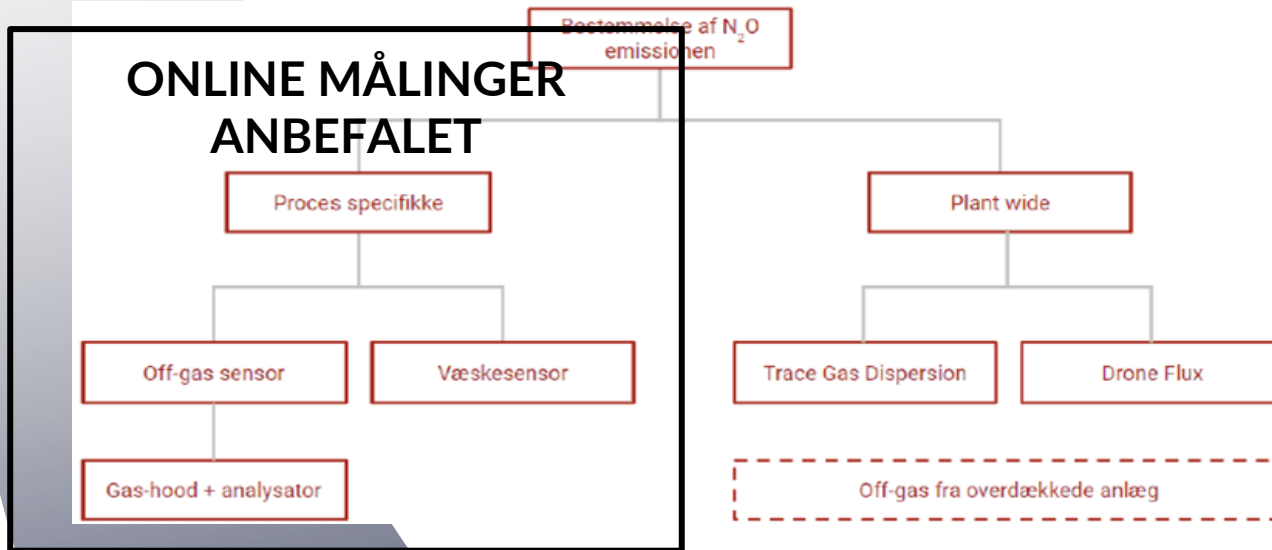 Bestemmelse af N₂O
emissionen
ONLINE MÅLINGER
ANBEFALET
Proces specifikke
Plant wide
Off-gas sensor
Væskesensor
Trace Gas Dispersion
Drone Flux
Gas-hood + analysator
Off-gas fra overdækkede anlæg